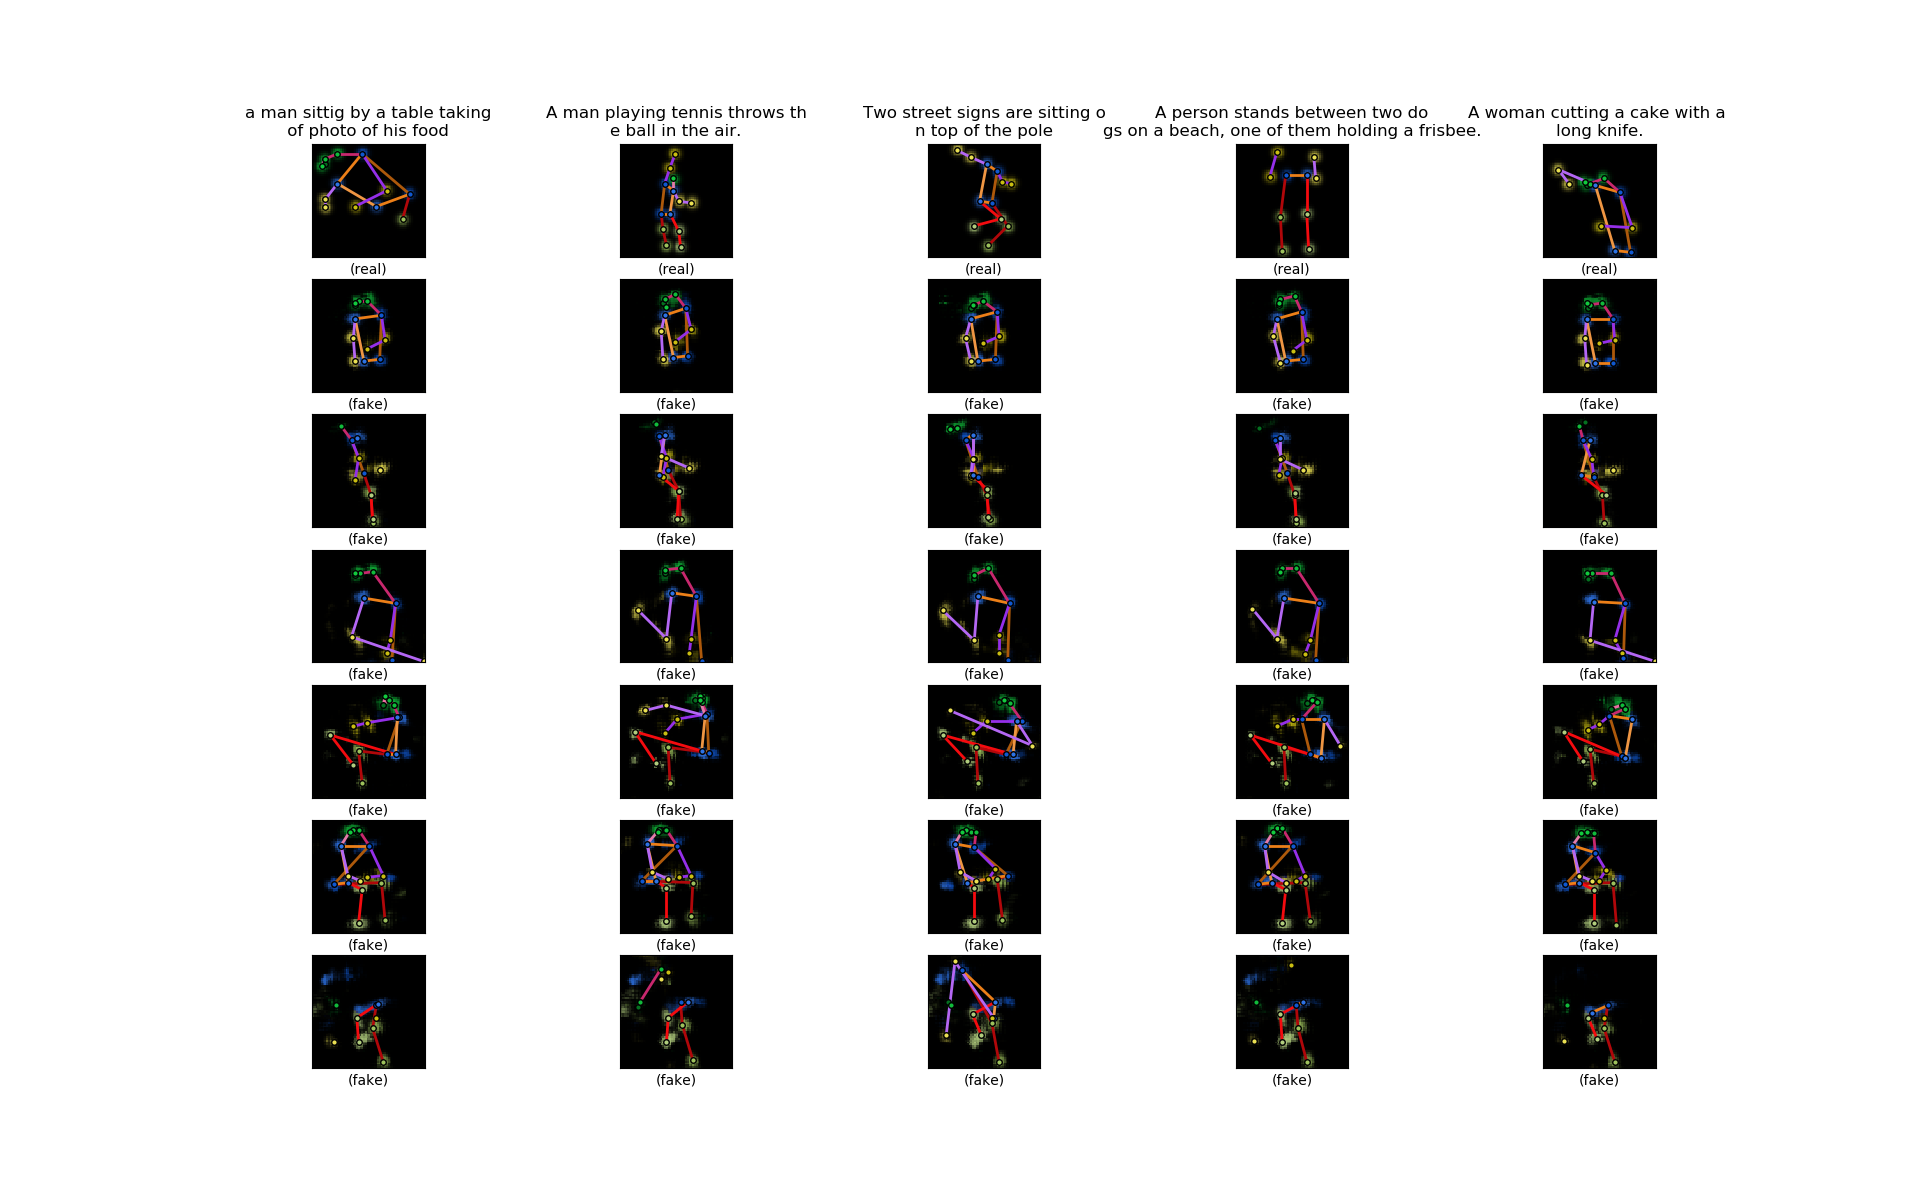 a man sittig by a table taking
of photo of his food
A man playing tennis throws th
e ball in the air.
Two street signs are sitting o
n top of the pole
A person stands between two do
gs on a beach, one of them holding a frisbee.
A woman cutting a cake with a
long knife.
(real) (real) (real) (real) (real)
(fake) (fake) (fake) (fake) (fake)
(fake) (fake) (fake) (fake) (fake)
(fake) (fake) (fake) (fake) (fake)
(fake) (fake) (fake) (fake) (fake)
(fake) (fake) (fake) (fake) (fake)
(fake) (fake) (fake) (fake) (fake)